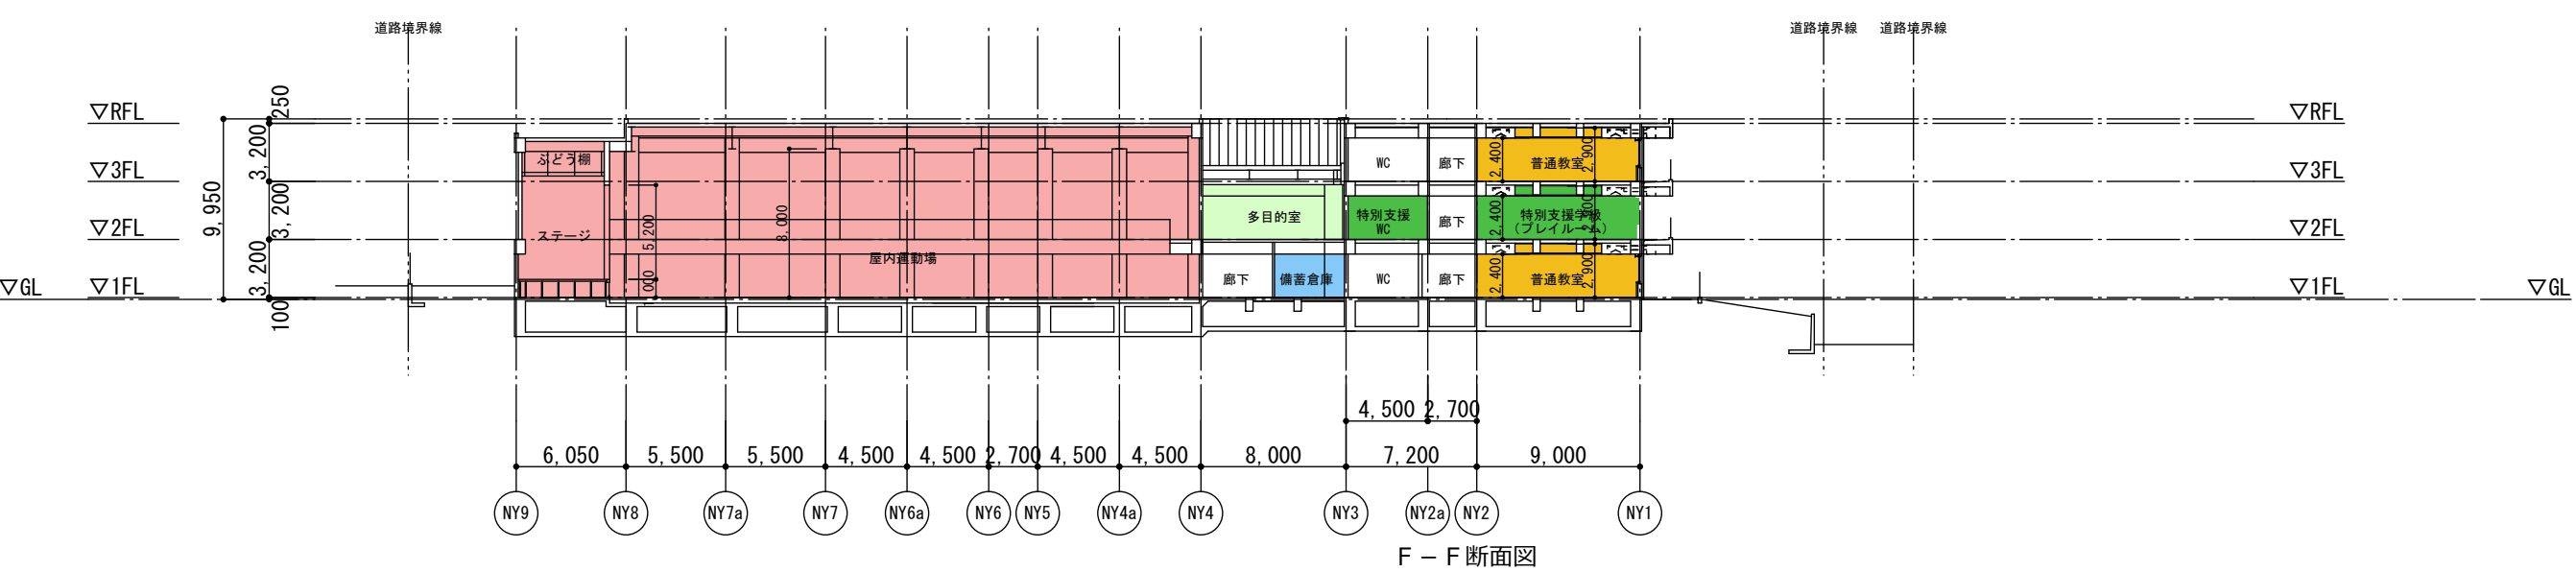 道路境界線
道路境界線
道路境界線
▽RFL
▽3FL
▽2FL
▽1FL
▽GL
250
3,200
3,200
3,200
100
9,950
ぶどう棚
ステージ
5,200
1,000
8,000
屋内運動場
多目的室
廊下
備蓄倉庫
WC
特別支援
WC
WC
廊下
廊下
廊下
2,400
普通教室
2,900
2,400
特別支援学級
(プレイルーム)
2,900
2,400
普通教室
2,900
▽RFL
▽3FL
▽2FL
▽1FL
▽GL
4,500
2,700
6,050
5,500
5,500
4,500
4,500
2,700
4,500
4,500
8,000
7,200
9,000
NY9
NY8
NY7a
NY7
NY6a
NY6
NY5
NY4a
NY4
NY3
NY2a
NY2
NY1
F－F断面図